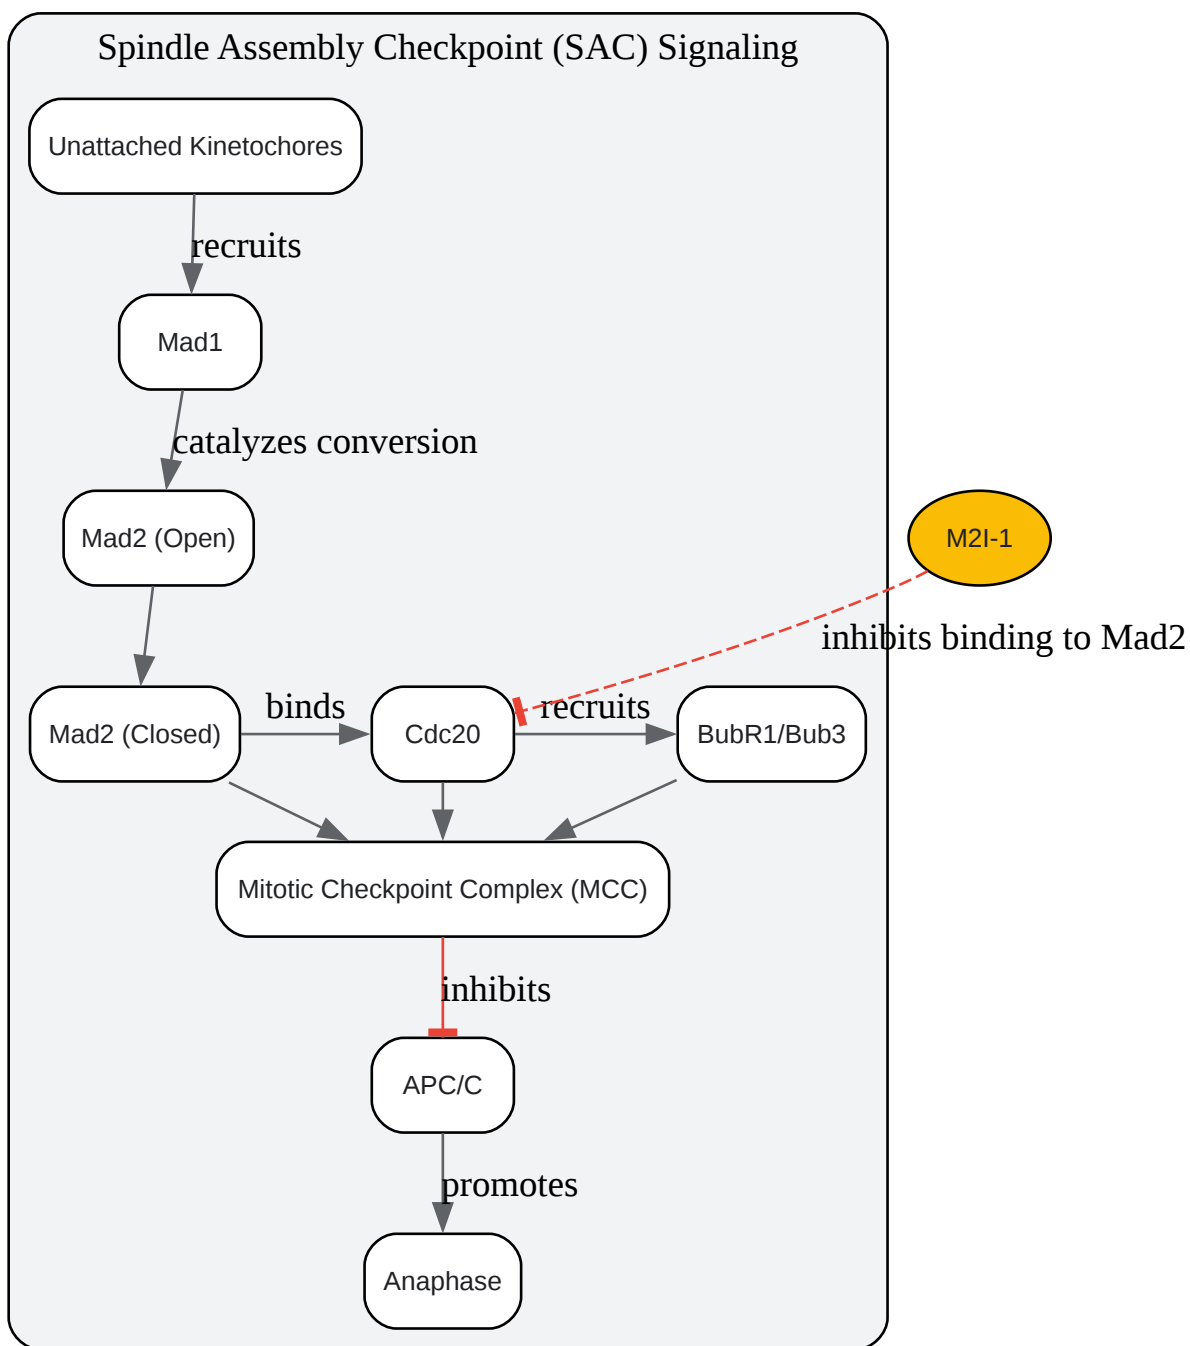 Spindle Assembly Checkpoint (SAC) Signaling
Unattached Kinetochores
recruits
Mad1
catalyzes conversion
Mad2 (Open)
M2I-1
inhibits binding to Mad2
Mad2 (Closed)
binds
Cdc20
recruits
BubR1/Bub3
Mitotic Checkpoint Complex (MCC)
inhibits
APC/C
promotes
Anaphase